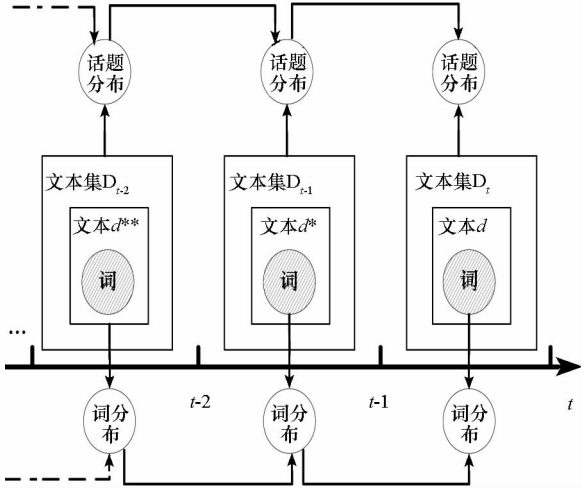 话题
分布
话题
分布
话题
分布
文本集D_{t-2}
文本集D_{t-1}
文本集D_t
文本d**
文本d*
文本d
词
词
词
...
t-2
t-1
t
词分
布
词分
布
词分
布